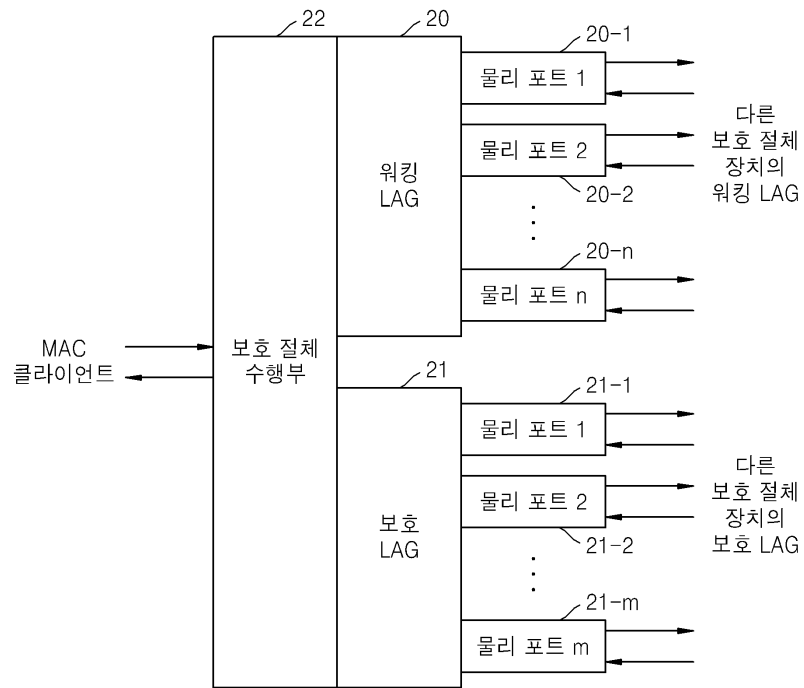 22
20
20-1
물리 포트 1
물리 포트 2
20-2
20-n
물리 포트 n
워킹
LAG
다른
보호 절체
장치의
워킹 LAG
MAC
클라이언트
보호 절체
수행부
21
21-1
물리 포트 1
물리 포트 2
21-2
21-m
물리 포트 m
보호
LAG
다른
보호 절체
장치의
보호 LAG